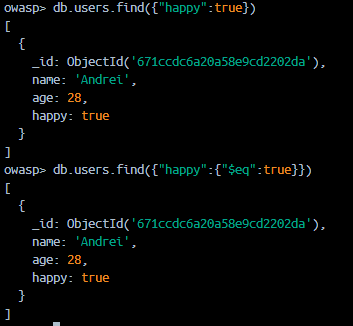 owasp> db.users.find({"happy":true})
[
  {
    _id: ObjectId('671ccdc6a20a58e9cd2202da'),
    name: 'Andrei',
    age: 28,
    happy: true
  }
]
owasp> db.users.find({"happy":{"$eq":true}})
[
  {
    _id: ObjectId('671ccdc6a20a58e9cd2202da'),
    name: 'Andrei',
    age: 28,
    happy: true
  }
]